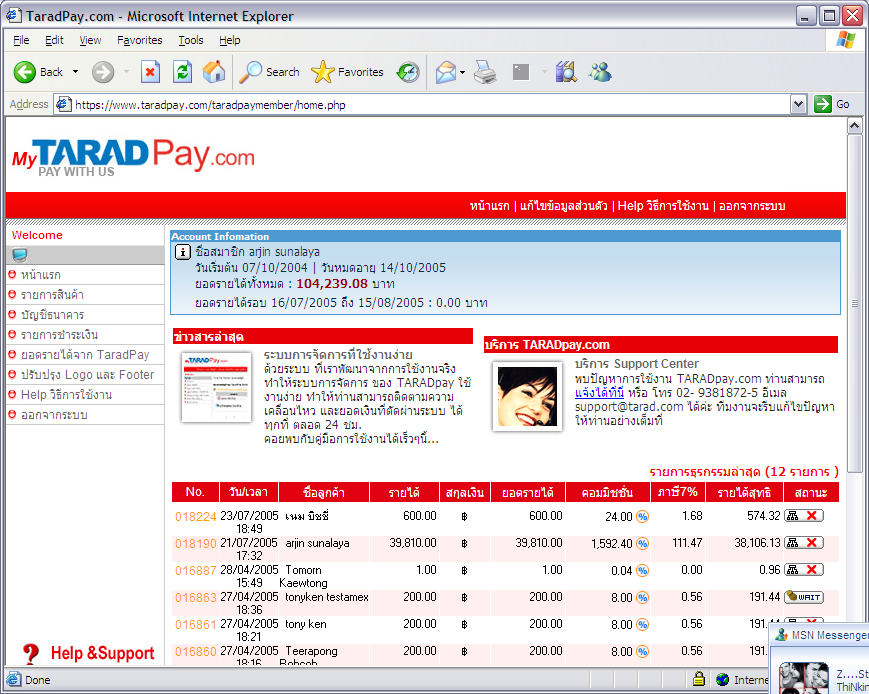 TaradPay.com - Microsoft Internet Explorer
File Edit View Favorites Tools Help
Back Search Favorites
Address https://www.taradpay.com/taradpaymember/home.php Go
MyTARADPay.com
PAY WITH US
หน้าแรก | แก้ไขข้อมูลส่วนตัว | Help วิธีการใช้งาน | ออกจากระบบ
Welcome
หน้าแรก
รายการสินค้า
บัญชีธนาคาร
รายการชำระเงิน
ยอดรายได้จาก TaradPay
ปรับปรุง Logo และ Footer
Help วิธีการใช้งาน
ออกจากระบบ
Help &Support
Account Infomation
ชื่อสมาชิก arjin sunalaya
วันเริ่มต้น 07/10/2004 | วันหมดอายุ 14/10/2005
ยอดรายได้ทั้งหมด : 104,239.08 บาท
ยอดรายได้รอบ 16/07/2005 ถึง 15/08/2005 : 0.00 บาท
ข่าวสารล่าสุด
ระบบการจัดการที่ใช้งานง่าย
ด้วยระบบ ที่เราพัฒนาจากการใช้งานจริง
ทำให้ระบบการจัดการ ของ TARADpay ใช้
งานง่าย ทำให้ท่านสามารถติดตามความ
เคลื่อนไหว และยอดเงินที่ตัดผ่านระบบ ได้
ทุกที่ ตลอด 24 ชม.
คอยพบกับคู่มือการใช้งานได้เร็วๆนี้...
บริการ TARADpay.com
บริการ Support Center
พบปัญหาการใช้งาน TARADpay.com ท่านสามารถ
แจ้งได้ที่นี่ หรือ โทร 02- 9381872-5 อีเมล
support@tarad.com ได้ค่ะ ทีมงานจะรีบแก้ไขปัญหา
ให้ท่านอย่างเต็มที่
รายการธุรกรรมล่าสุด (12 รายการ )
No. วัน/เวลา ชื่อลูกค้า รายได้ สกุลเงิน ยอดรายได้ คอมมิชชั่น ภาษี7% รายได้สุทธิ สถานะ
018224 23/07/2005 เนม บิชชี่ 600.00 ฿ 600.00 24.00 % 1.68 574.32
18:49
018190 21/07/2005 arjin sunalaya 39,810.00 ฿ 39,810.00 1,592.40 % 111.47 38,106.13
17:32
016887 28/04/2005 Tomorn 1.00 ฿ 1.00 0.04 % 0.00 0.96
15:49 Kaewtong
016863 27/04/2005 tonyken testamex 200.00 ฿ 200.00 8.00 % 0.56 191.44 WAIT
18:36
016861 27/04/2005 tony ken 200.00 ฿ 200.00 8.00 % 0.56 191.44
18:21
016860 27/04/2005 Teerapong 200.00 ฿ 200.00 8.00 % 0.56 191.
18:16
MSN Messenger
Z....St
ThiNkin
Done
Interne